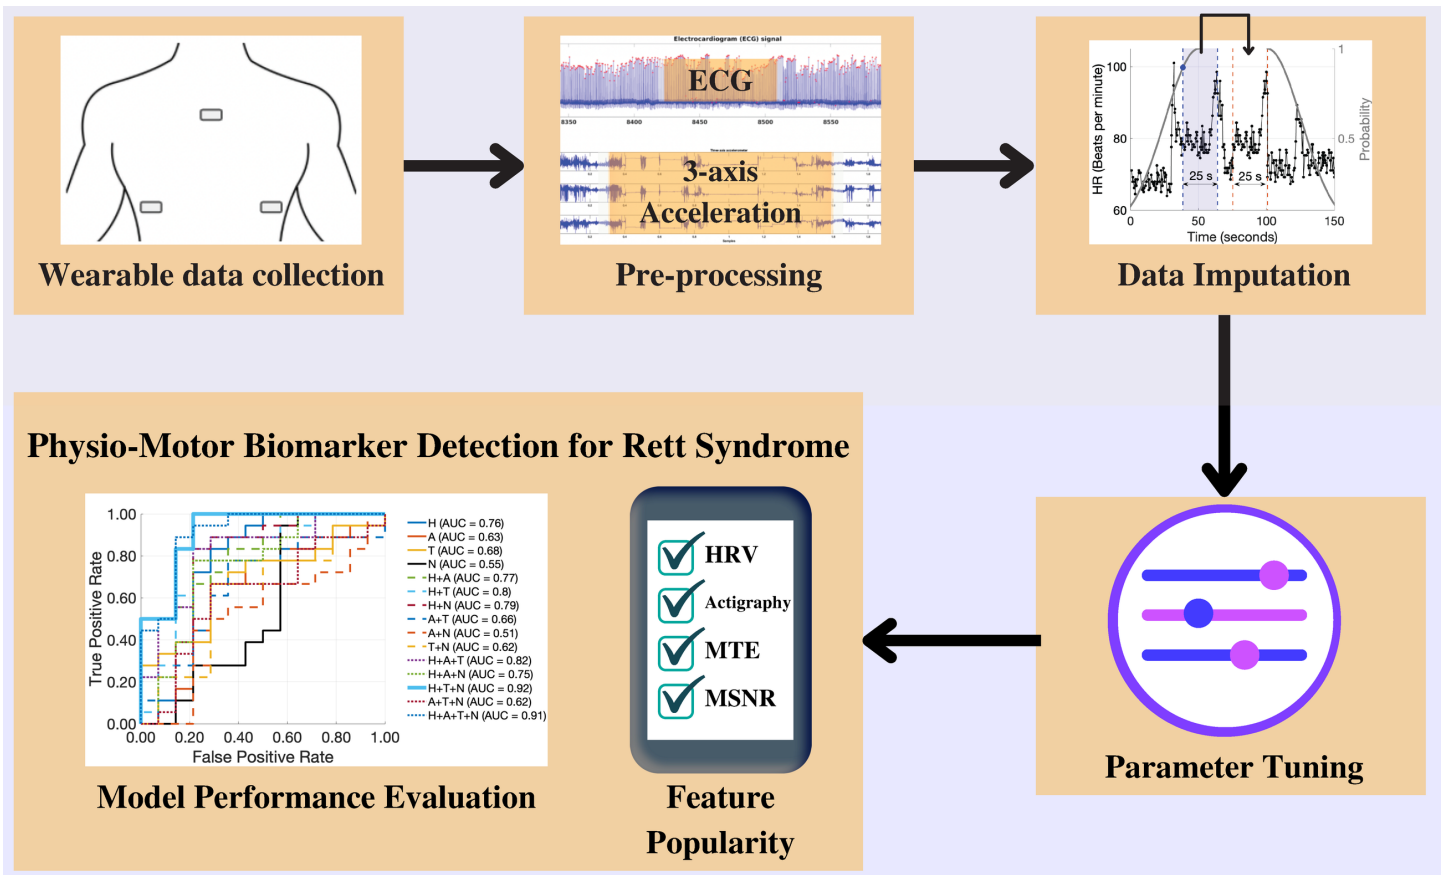 Electrocardiogram (ECG) signal
ECG
8350 8400 8450 8500 8550
3-axis
Acceleration
Wearable data collection
Pre-processing
HR (Beats per minute)
100
80
60
1
0.5
Probability
25 s 25 s
0 50 100 150
Time (seconds)
Data Imputation
Physio-Motor Biomarker Detection for Rett Syndrome
True Positive Rate
1.00
0.80
0.60
0.40
0.20
0.00
0.00 0.20 0.40 0.60 0.80 1.00
False Positive Rate
H (AUC = 0.76)
A (AUC = 0.63)
T (AUC = 0.68)
N (AUC = 0.55)
H+A (AUC = 0.77)
H+T (AUC = 0.8)
H+N (AUC = 0.79)
A+T (AUC = 0.66)
A+N (AUC = 0.51)
T+N (AUC = 0.62)
H+A+T (AUC = 0.82)
H+A+N (AUC = 0.75)
H+T+N (AUC = 0.92)
A+T+N (AUC = 0.62)
H+A+T+N (AUC = 0.91)
Model Performance Evaluation
HRV
Actigraphy
MTE
MSNR
Feature
Popularity
Parameter Tuning